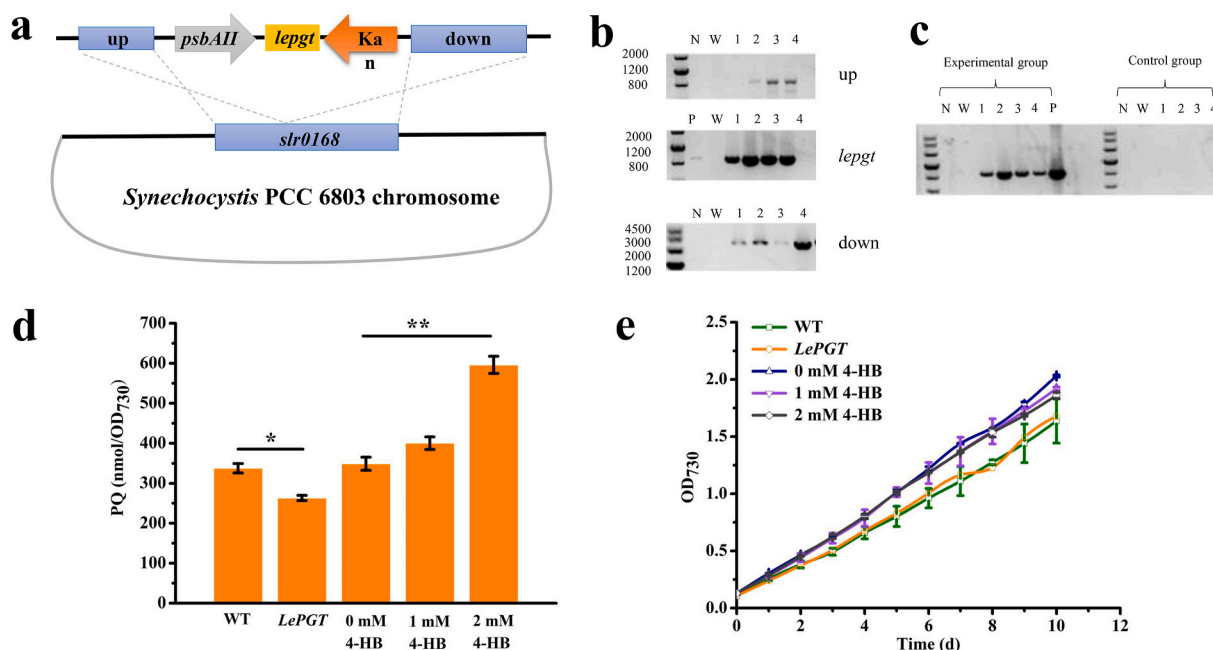 a
up
psbAII
lepgt
Ka
n
down
slr0168
Synechocystis PCC 6803 chromosome
b
N W 1 2 3 4
2000
1200
800
up
P W 1 2 3 4
2000
1200
800
lepgt
N W 1 2 3 4
4500
3000
2000
1200
down
c
Experimental group
Control group
N W 1 2 3 4 P
N W 1 2 3 4
d
PQ (nmol/OD730)
700
600
500
400
300
200
100
0
*
**
WT
LePGT
0 mM
4-HB
1 mM
4-HB
2 mM
4-HB
e
OD730
2.5
2.0
1.5
1.0
0.5
0.0
WT
LePGT
0 mM 4-HB
1 mM 4-HB
2 mM 4-HB
0 2 4 6 8 10 12
Time (d)